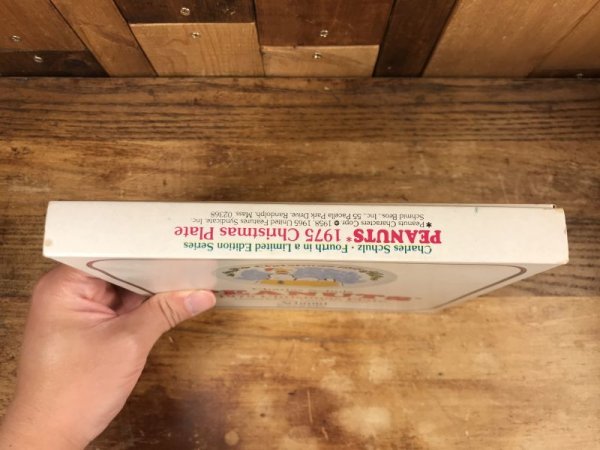 Charles Schulz · Fourth in a Limited Edition Series
PEANUTS* 1975 Christmas Plate
*Peanuts Characters Copr. © 1958, 1965 United Features Syndicate, Inc.
Schmid Bros., Inc. 55 Pacella Park Drive, Randolph, Mass. 02368
PEANUTS